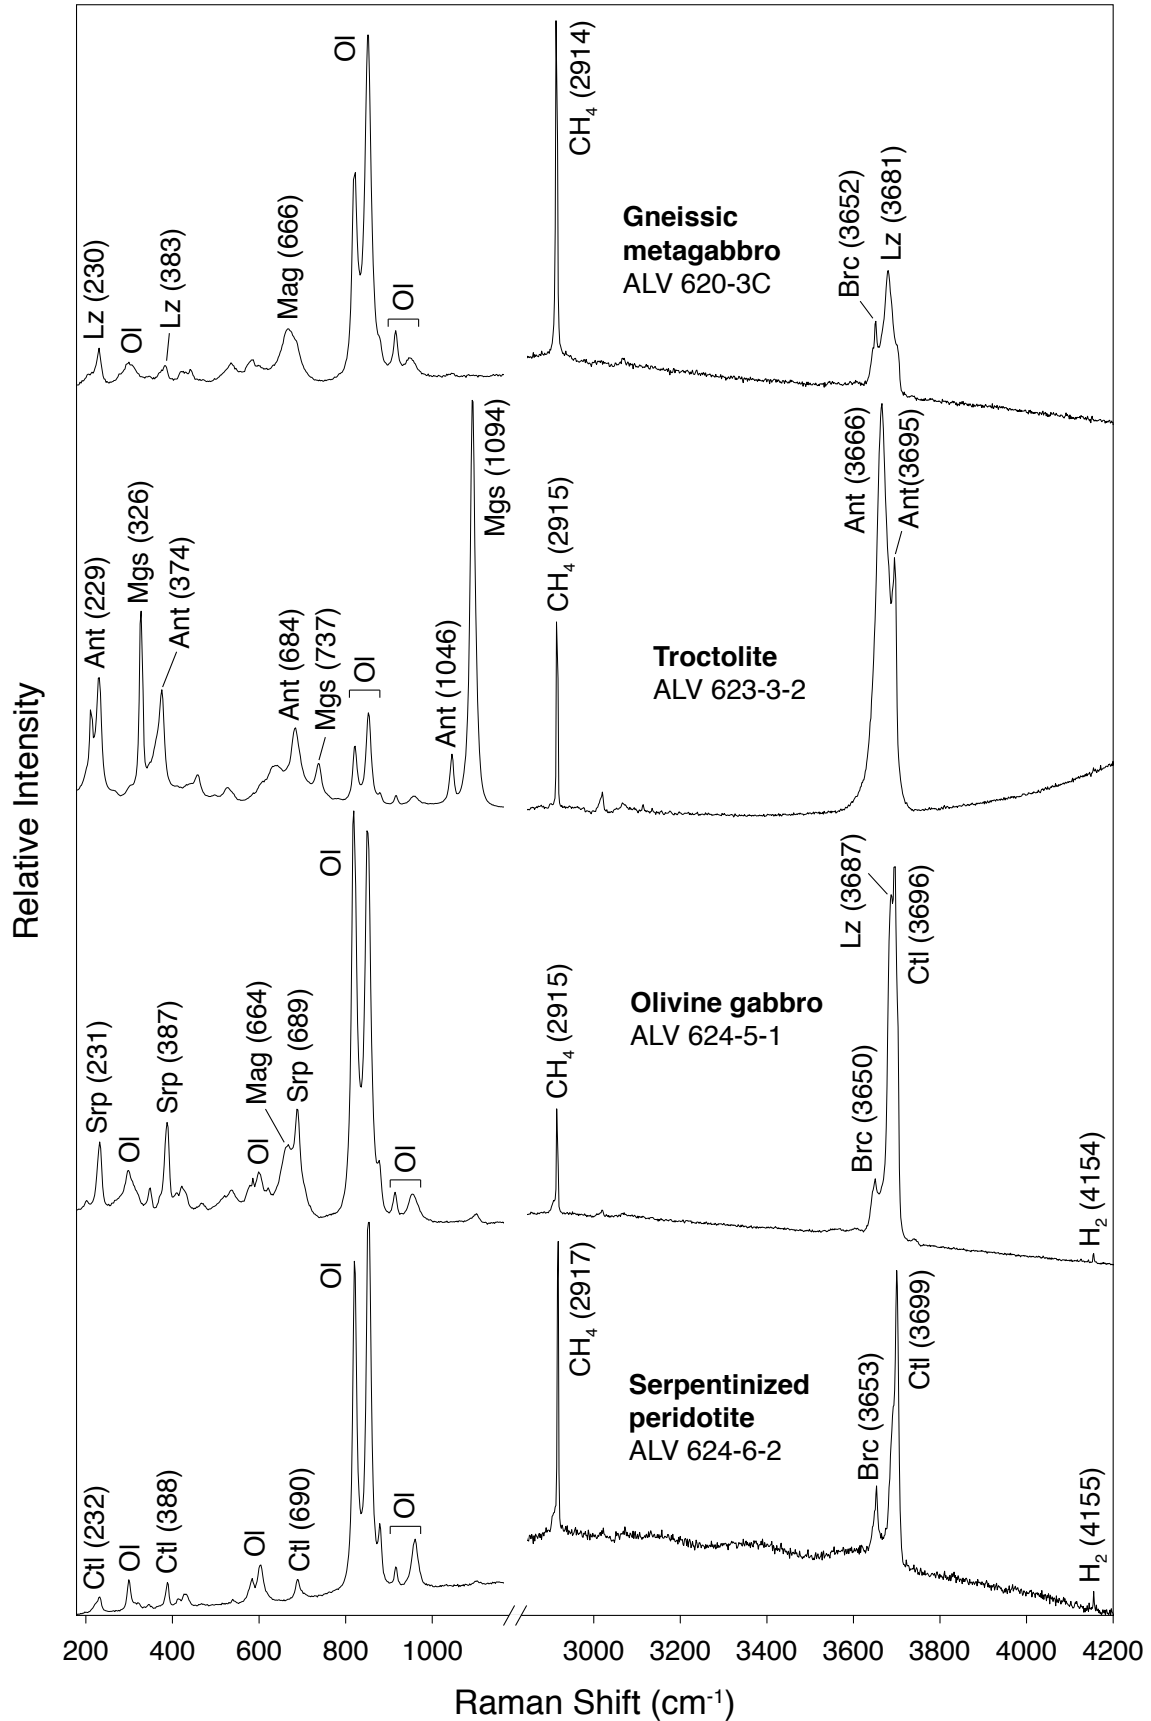 Relative Intensity
Lz (230)
Ol
Lz (383)
Mag (666)
Ol
Ol
CH₄ (2914)
Gneissic
metagabbro
ALV 620-3C
Brc (3652)
Lz (3681)
Ant (229)
Mgs (326)
Ant (374)
Ant (684)
Mgs (737)
Ol
Ant (1046)
Mgs (1094)
CH₄ (2915)
Troctolite
ALV 623-3-2
Ant (3666)
Ant(3695)
Srp (231)
Ol
Srp (387)
Ol
Mag (664)
Srp (689)
Ol
Ol
CH₄ (2915)
Olivine gabbro
ALV 624-5-1
Brc (3650)
Lz (3687)
Ctl (3696)
H₂ (4154)
Ctl (232)
Ol
Ctl (388)
Ol
Ctl (690)
Ol
Ol
CH₄ (2917)
Serpentinized
peridotite
ALV 624-6-2
Brc (3653)
Ctl (3699)
H₂ (4155)
200 400 600 800 1000 3000 3200 3400 3600 3800 4000 4200
Raman Shift (cm⁻¹)